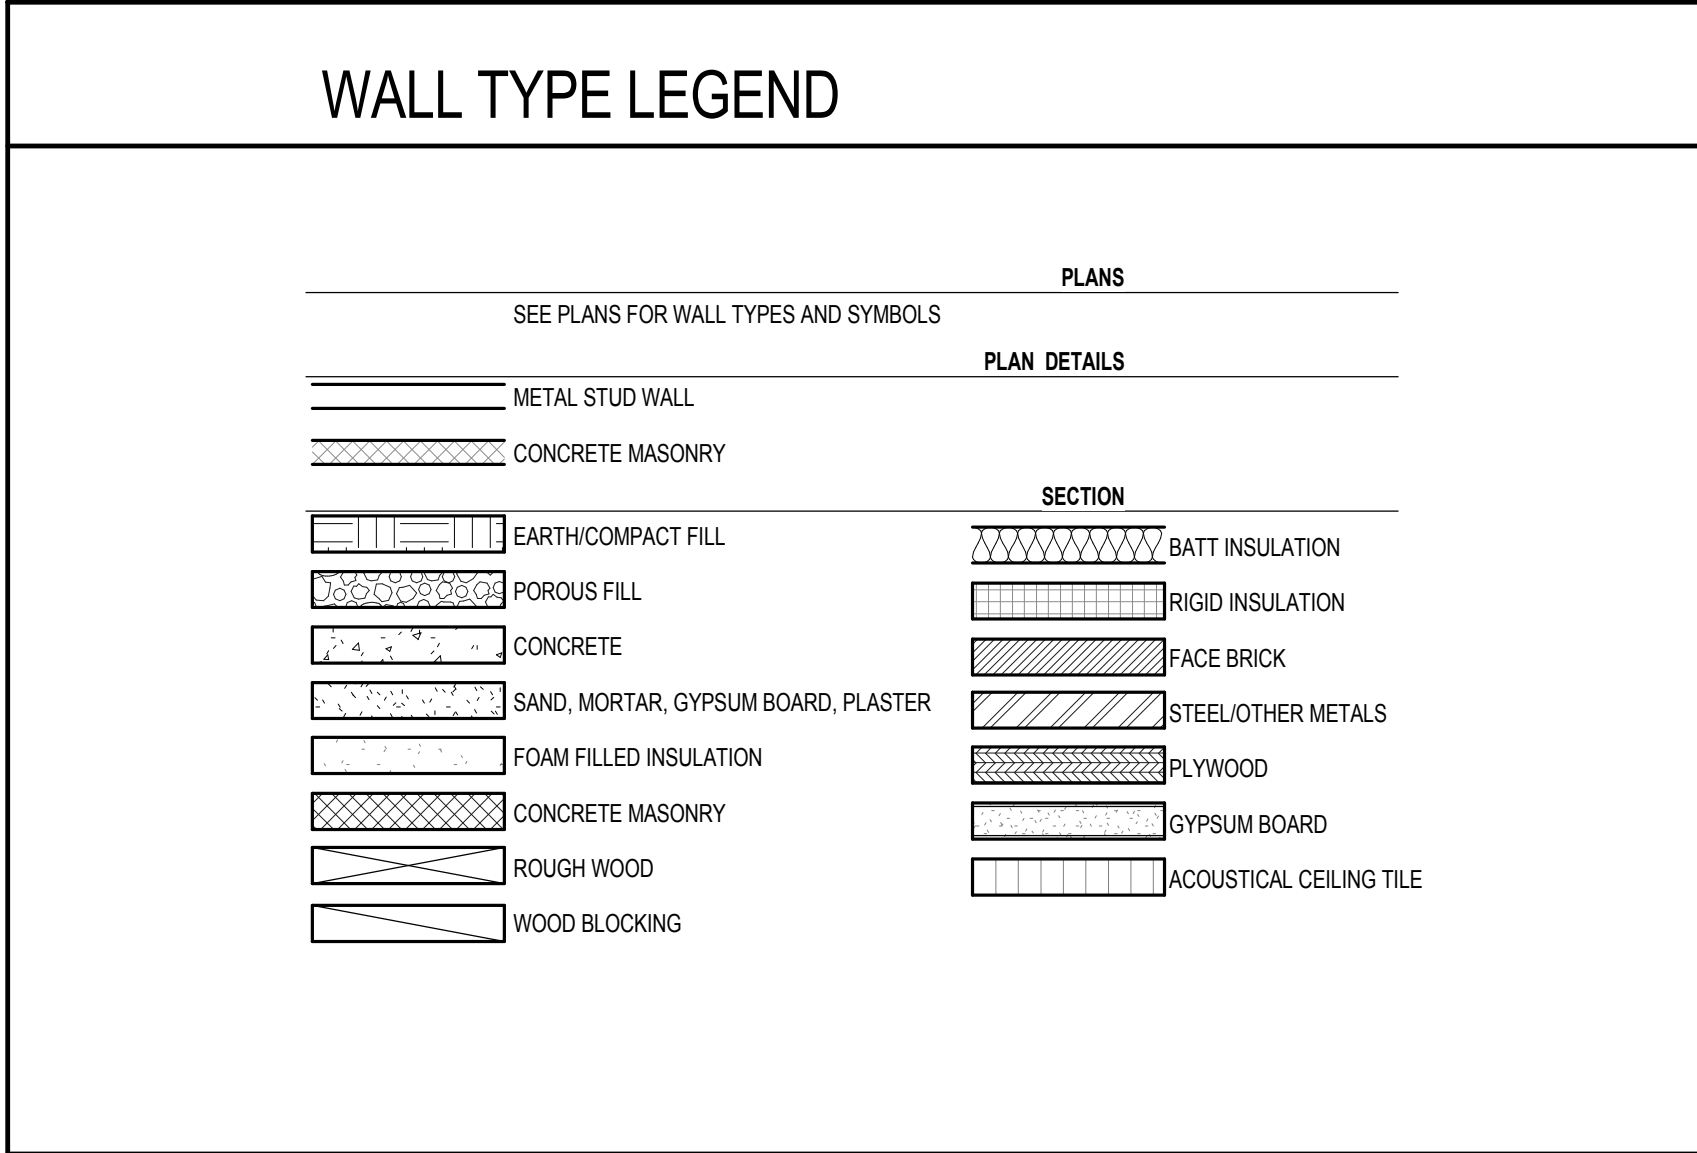 WALL TYPE LEGEND
PLANS
SEE PLANS FOR WALL TYPES AND SYMBOLS
PLAN DETAILS
METAL STUD WALL
CONCRETE MASONRY
SECTION
EARTH/COMPACT FILL
POROUS FILL
CONCRETE
SAND, MORTAR, GYPSUM BOARD, PLASTER
FOAM FILLED INSULATION
CONCRETE MASONRY
ROUGH WOOD
WOOD BLOCKING
BATT INSULATION
RIGID INSULATION
FACE BRICK
STEEL/OTHER METALS
PLYWOOD
GYPSUM BOARD
ACOUSTICAL CEILING TILE